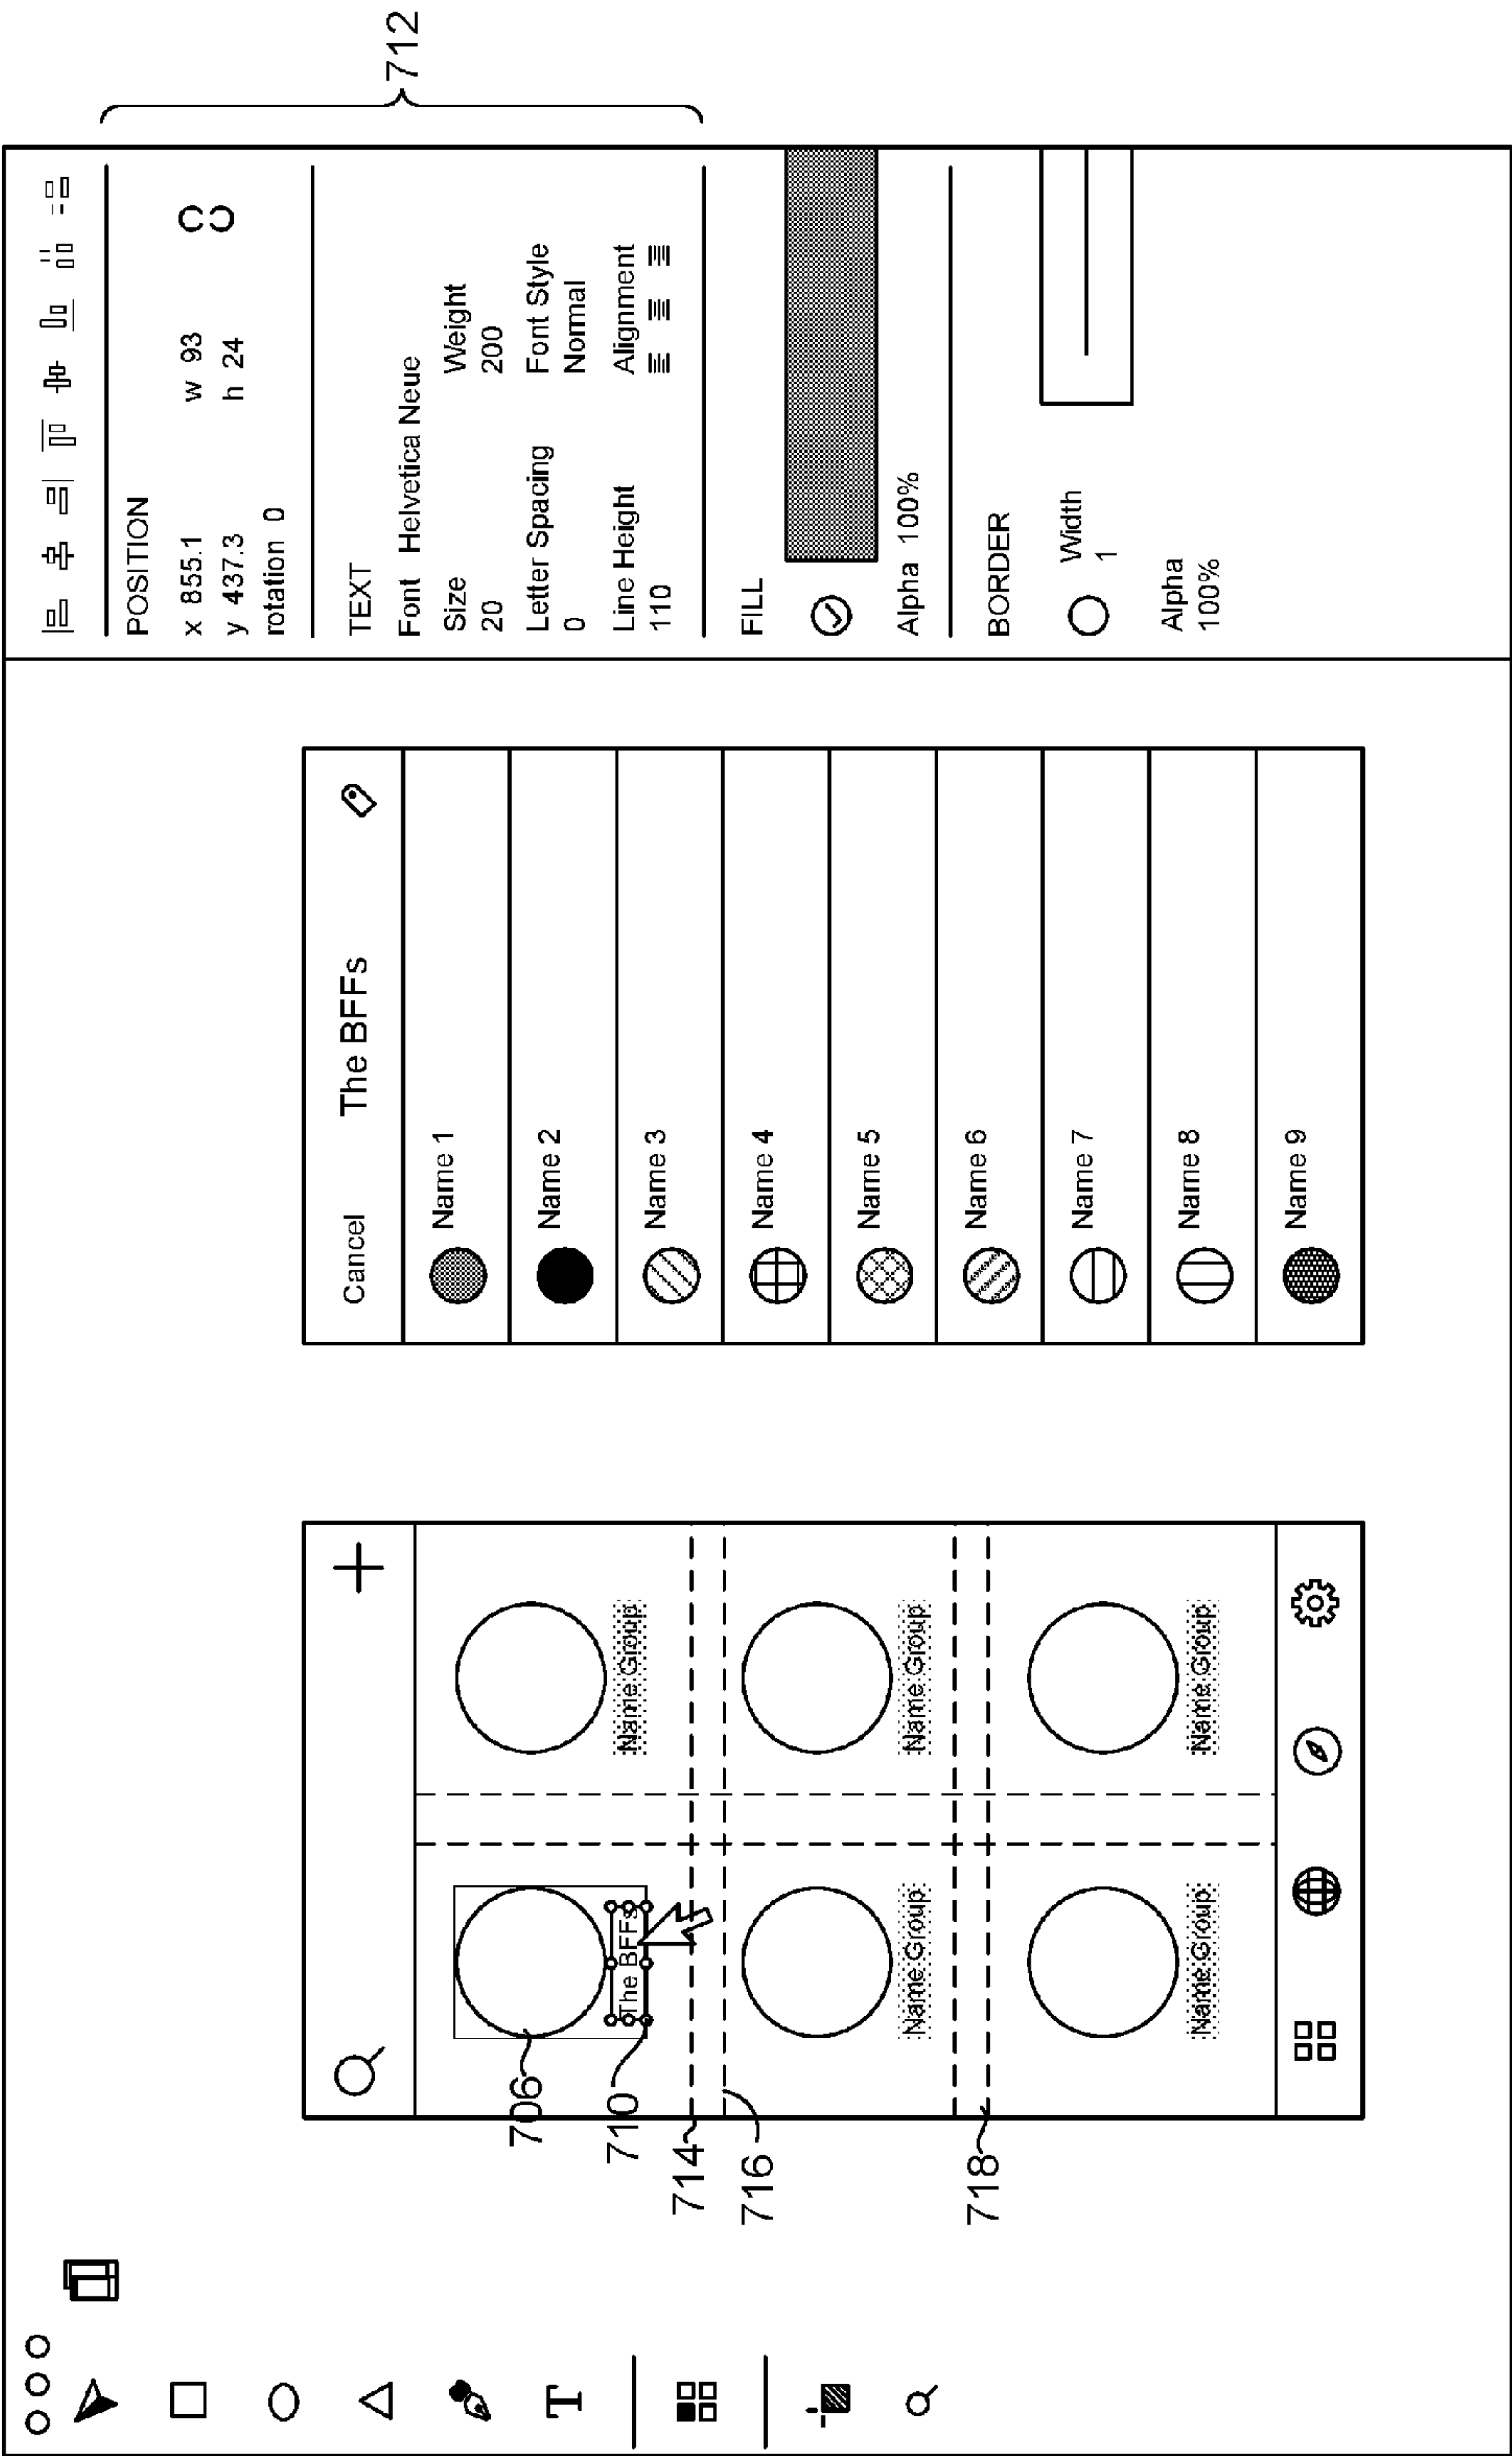 706
710
714
716
718
The BFFs
Name Group
Name Group
Name Group
Name Group
Name Group
T
Cancel The BFFs
Name 1
Name 2
Name 3
Name 4
Name 5
Name 6
Name 7
Name 8
Name 9
POSITION
x 855.1 w 93
y 437.3 h 24
rotation 0
TEXT
Font Helvetica Neue
Size Weight
20 200
Letter Spacing Font Style
0 Normal
Line Height Alignment
110
FILL
Alpha 100%
BORDER
Width
1
Alpha
100%
712